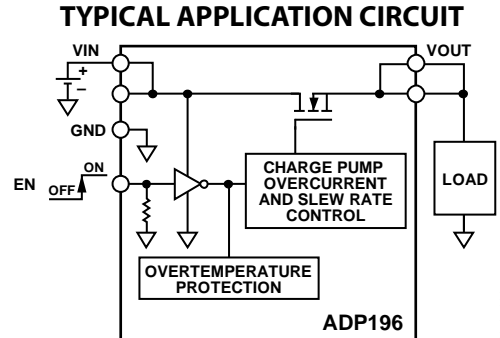 TYPICAL APPLICATION CIRCUIT
VIN
VOUT
+
–
GND
EN
ON
OFF
CHARGE PUMP
OVERCURRENT
AND SLEW RATE
CONTROL
LOAD
OVERTEMPERATURE
PROTECTION
ADP196